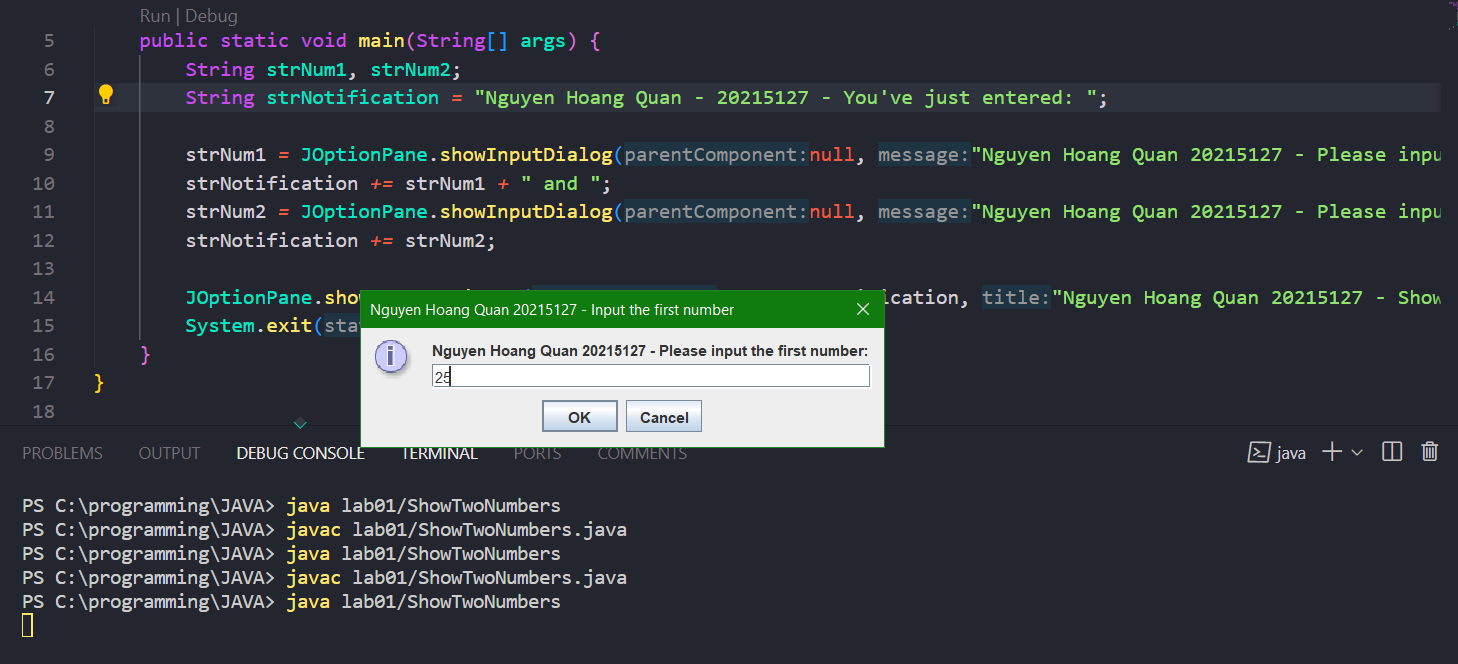 Run | Debug
5 public static void main(String[] args) {
6 String strNum1, strNum2;
7 String strNotification = "Nguyen Hoang Quan - 20215127 - You've just entered: ";
8
9 strNum1 = JOptionPane.showInputDialog(parentComponent:null, message:"Nguyen Hoang Quan 20215127 - Please inpu
10 strNotification += strNum1 + " and ";
11 strNum2 = JOptionPane.showInputDialog(parentComponent:null, message:"Nguyen Hoang Quan 20215127 - Please inpu
12 strNotification += strNum2;
13
14 JOptionPane.sho ication, title:"Nguyen Hoang Quan 20215127 - Show
15 System.exit(sta
16 }
17 }
18
Nguyen Hoang Quan 20215127 - Input the first number
Nguyen Hoang Quan 20215127 - Please input the first number:
25
OK Cancel
PROBLEMS OUTPUT DEBUG CONSOLE TERMINAL PORTS COMMENTS java
PS C:\programming\JAVA> java lab01/ShowTwoNumbers
PS C:\programming\JAVA> javac lab01/ShowTwoNumbers.java
PS C:\programming\JAVA> java lab01/ShowTwoNumbers
PS C:\programming\JAVA> javac lab01/ShowTwoNumbers.java
PS C:\programming\JAVA> java lab01/ShowTwoNumbers